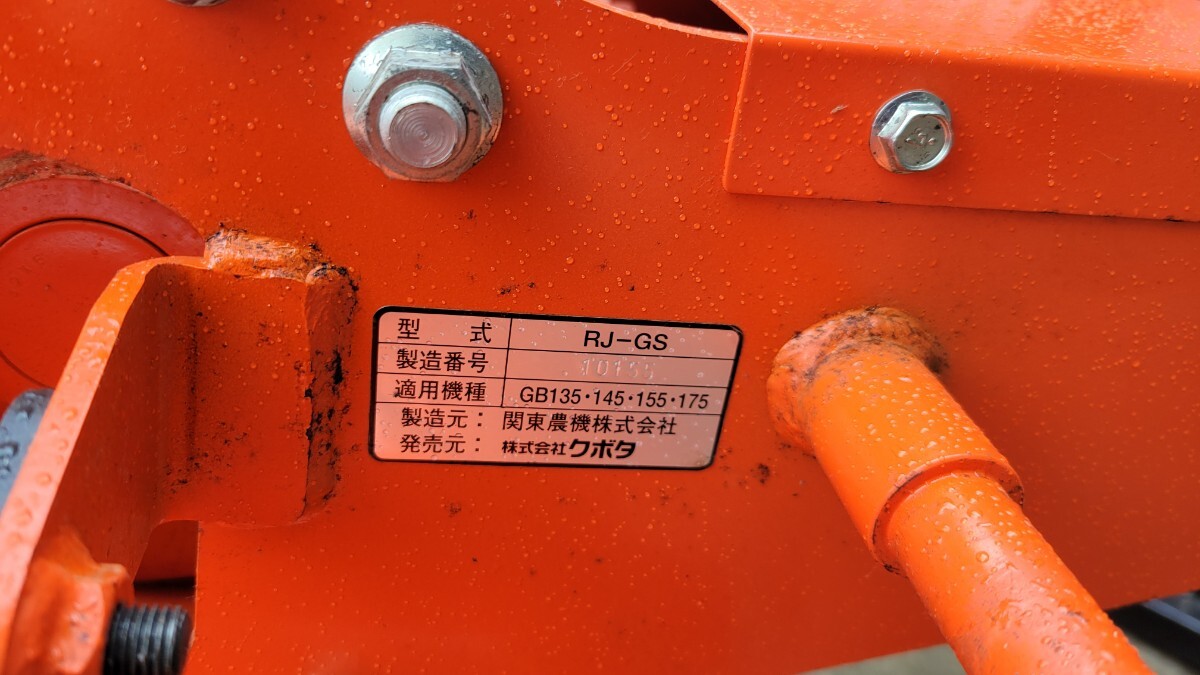 型 式 RJ-GS
製造番号
適用機種 GB135・145・155・175
製造元： 関東農機株式会社
発売元： 株式会社クボタ